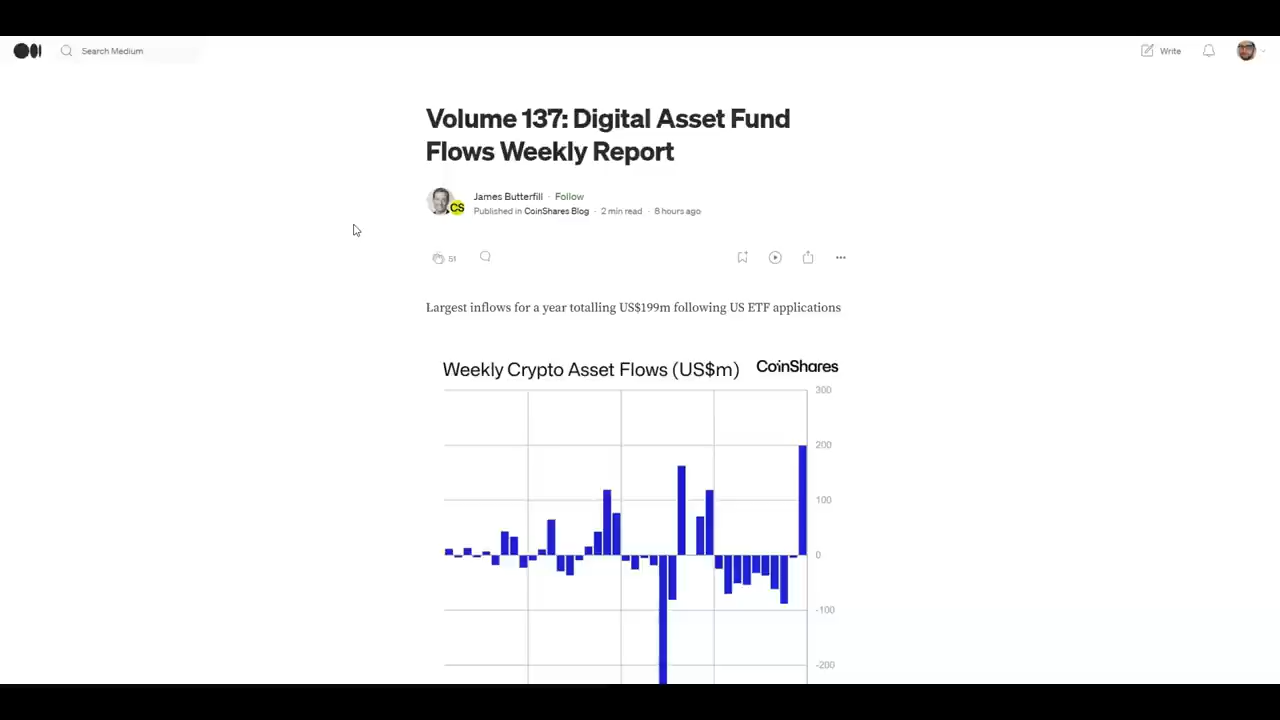 Search Medium
Write
Volume 137: Digital Asset Fund
Flows Weekly Report
CS
James Butterfill · Follow
Published in CoinShares Blog · 2 min read · 8 hours ago
51
Largest inflows for a year totalling US$199m following US ETF applications
Weekly Crypto Asset Flows (US$m)
CoinShares
300
200
100
0
-100
-200